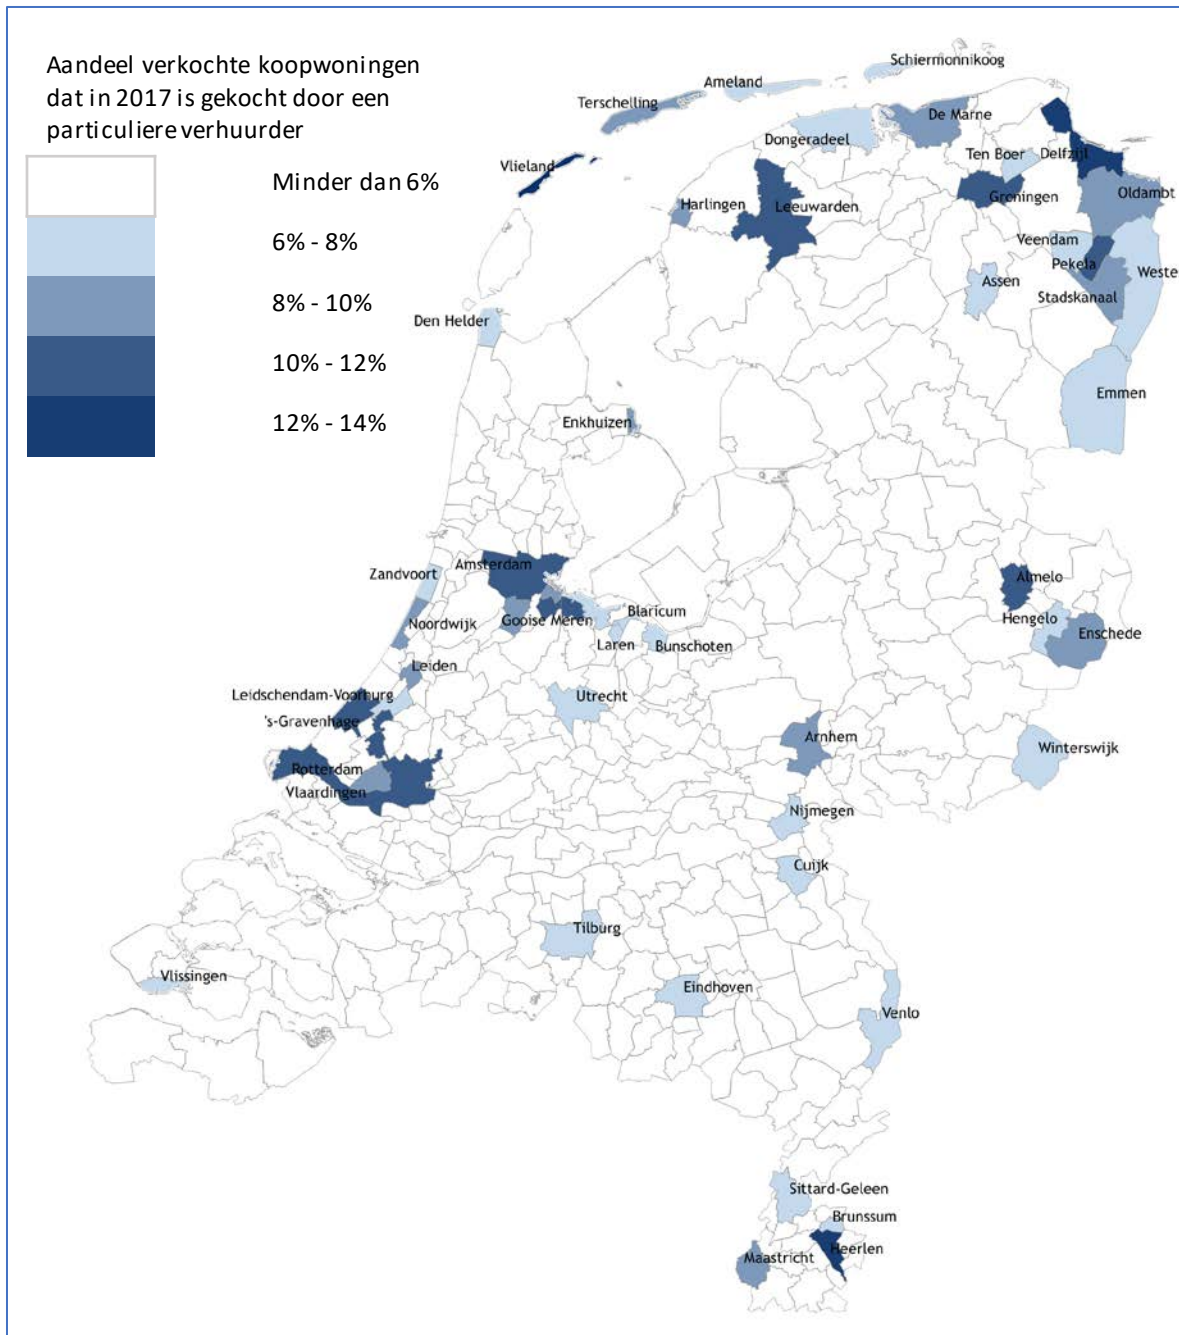 Aandeel verkochte koopwoningen
dat in 2017 is gekocht door een
particuliere verhuurder
Minder dan 6%
6% - 8%
8% - 10%
10% - 12%
12% - 14%
Schiermonnikoog
Ameland
Terschelling
De Marne
Dongeradeel
Ten Boer
Delfzijl
Vlieland
Oldambt
Groningen
Harlingen
Leeuwarden
Veendam
Pekela
Weste
Assen
Stadskanaal
Den Helder
Emmen
Enkhuizen
Amsterdam
Zandvoort
Almelo
Blaricum
Noordwijk
Gooise Meren
Hengelo
Enschede
Laren
Bunschoten
Leiden
Leidschendam-Voorburg
Utrecht
's-Gravenhage
Arnhem
Winterswijk
Rotterdam
Vlaardingen
Nijmegen
Cuijk
Tilburg
Vlissingen
Eindhoven
Venlo
Sittard-Geleen
Brunssum
Heerlen
Maastricht